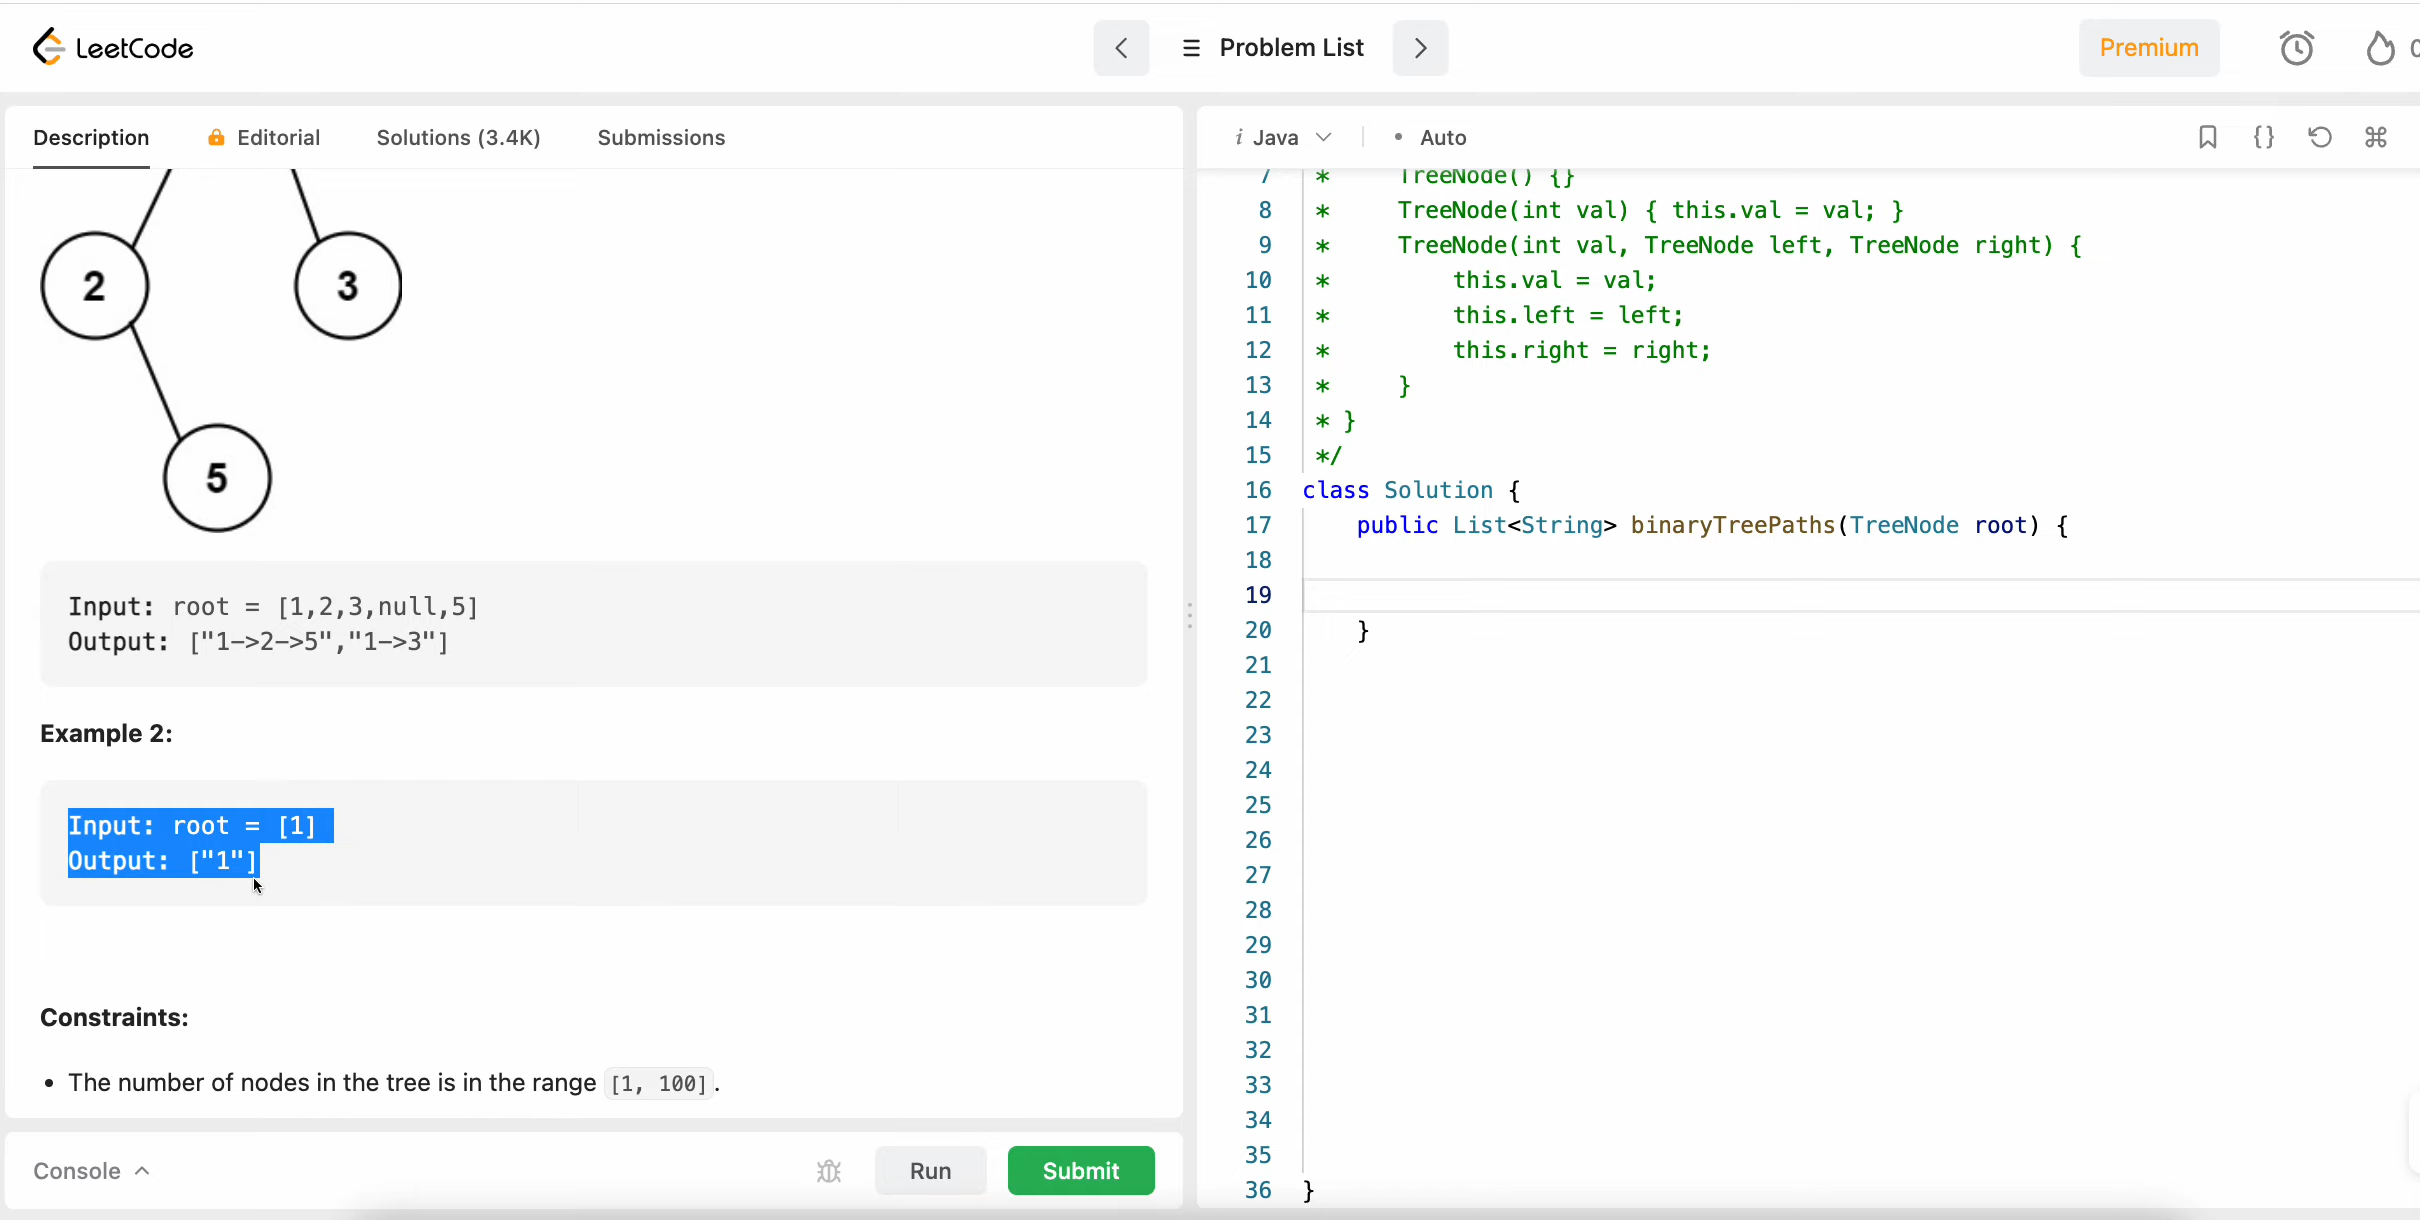 LeetCode
Problem List
Premium
Description
Editorial
Solutions (3.4K)
Submissions
2
3
5
Input: root = [1,2,3,null,5]
Output: ["1->2->5","1->3"]
Example 2:
Input: root = [1]
Output: ["1"]
Constraints:
• The number of nodes in the tree is in the range [1, 100].
Console
Run
Submit
i Java
• Auto
7 * TreeNode() {}
8 * TreeNode(int val) { this.val = val; }
9 * TreeNode(int val, TreeNode left, TreeNode right) {
10 * this.val = val;
11 * this.left = left;
12 * this.right = right;
13 * }
14 * }
15 */
16 class Solution {
17 public List<String> binaryTreePaths(TreeNode root) {
18
19
20 }
21
22
23
24
25
26
27
28
29
30
31
32
33
34
35
36 }